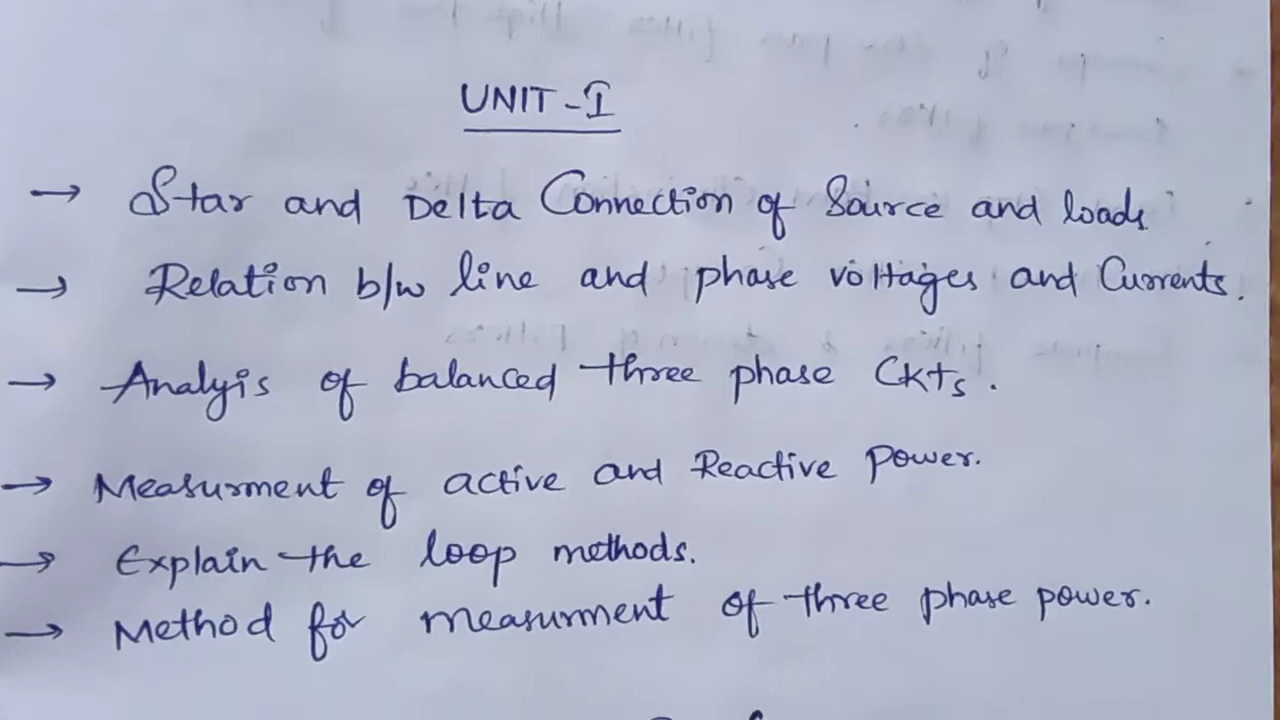 UNIT-I
→ Star and Delta Connection of Source and loads
→ Relation b/w line and phase voltages and Currents.
→ Analyis of balanced three phase Ckts.
→ Measurment of active and Reactive power.
→ Explain the loop methods.
→ Method for measurment of three phase power.